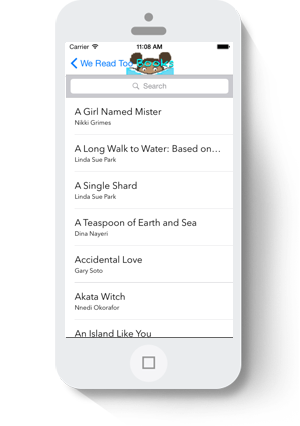 Carrier 11:08 AM
We Read Too Books
Search
A Girl Named Mister
Nikki Grimes
A Long Walk to Water: Based on…
Linda Sue Park
A Single Shard
Linda Sue Park
A Teaspoon of Earth and Sea
Dina Nayeri
Accidental Love
Gary Soto
Akata Witch
Nnedi Okorafor
An Island Like You